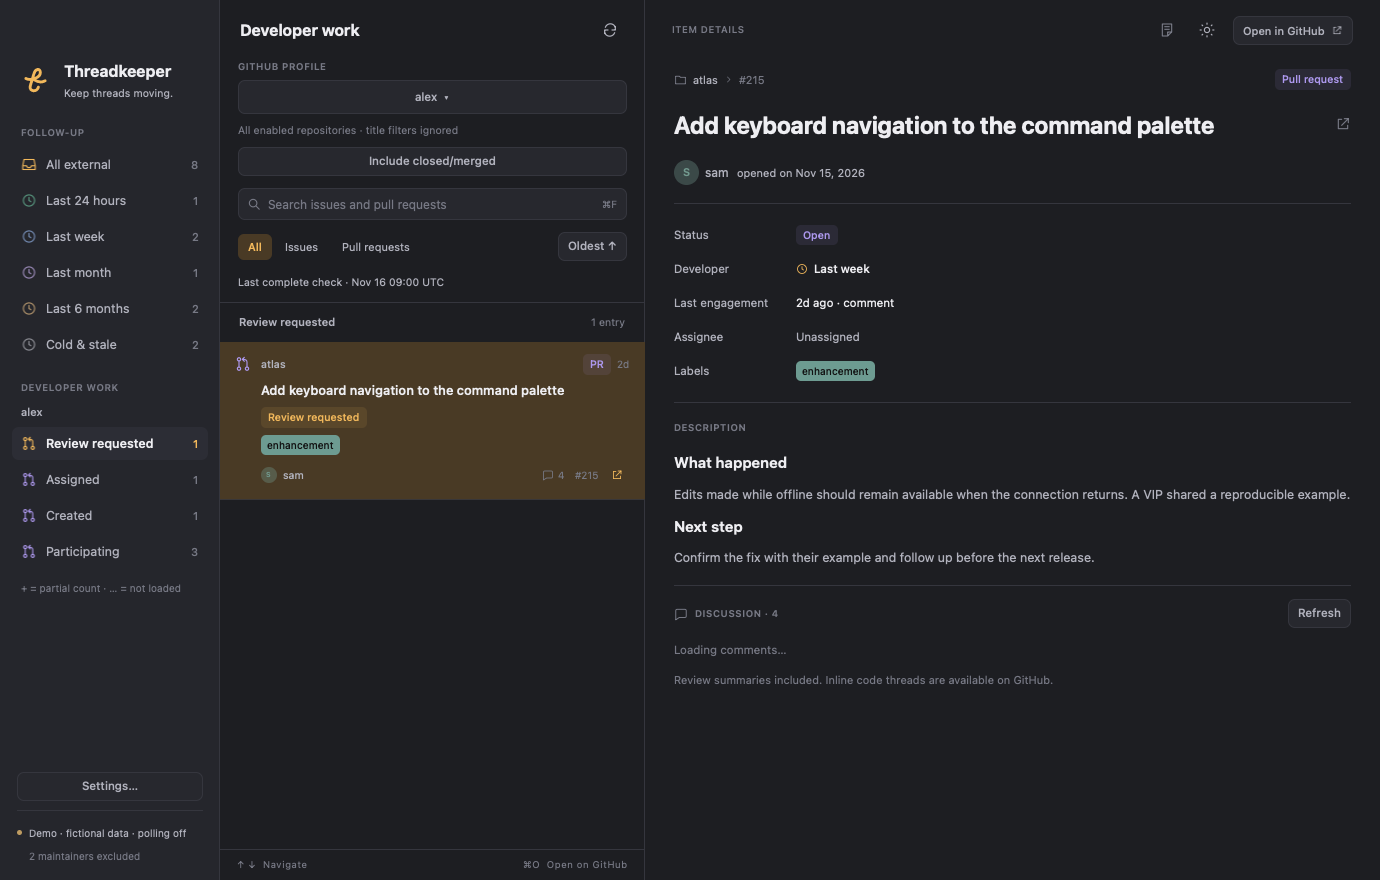 Threadkeeper
Keep threads moving.
FOLLOW-UP
All external 8
Last 24 hours 1
Last week 2
Last month 1
Last 6 months 2
Cold & stale 2
DEVELOPER WORK
alex
Review requested 1
Assigned 1
Created 1
Participating 3
+ = partial count · … = not loaded
Settings…
Demo · fictional data · polling off
2 maintainers excluded
Developer work
GITHUB PROFILE
alex ▾
All enabled repositories · title filters ignored
Include closed/merged
Search issues and pull requests ⌘F
All Issues Pull requests Oldest ↑
Last complete check · Nov 16 09:00 UTC
Review requested 1 entry
atlas PR 2d
Add keyboard navigation to the command palette
Review requested
enhancement
S sam 4 #215
↑ ↓ Navigate ⌘O Open on GitHub
ITEM DETAILS Open in GitHub
atlas > #215 Pull request
Add keyboard navigation to the command palette
S sam opened on Nov 15, 2026
Status Open
Developer Last week
Last engagement 2d ago · comment
Assignee Unassigned
Labels enhancement
DESCRIPTION
What happened
Edits made while offline should remain available when the connection returns. A VIP shared a reproducible example.
Next step
Confirm the fix with their example and follow up before the next release.
DISCUSSION · 4 Refresh
Loading comments…
Review summaries included. Inline code threads are available on GitHub.